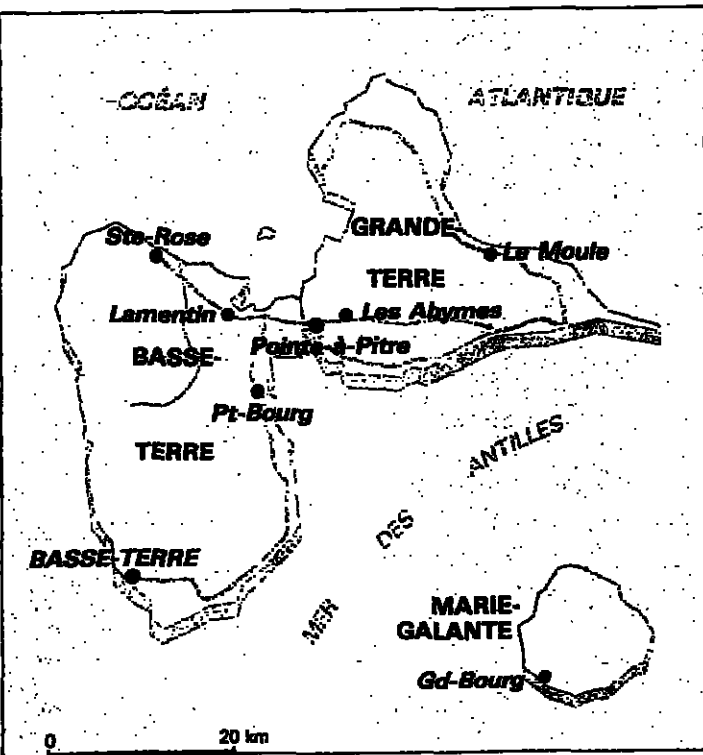 OCÉAN
ATLANTIQUE
Ste-Rose
GRANDE-
Le Moule
TERRE
Lamentin
Les Abymes
Pointe-à-Pitre
BASSE-
Pt-Bourg
TERRE
ANTILLES
DES
BASSE-TERRE
MER
MARIE-
GALANTE
Gd-Bourg
0
20 km